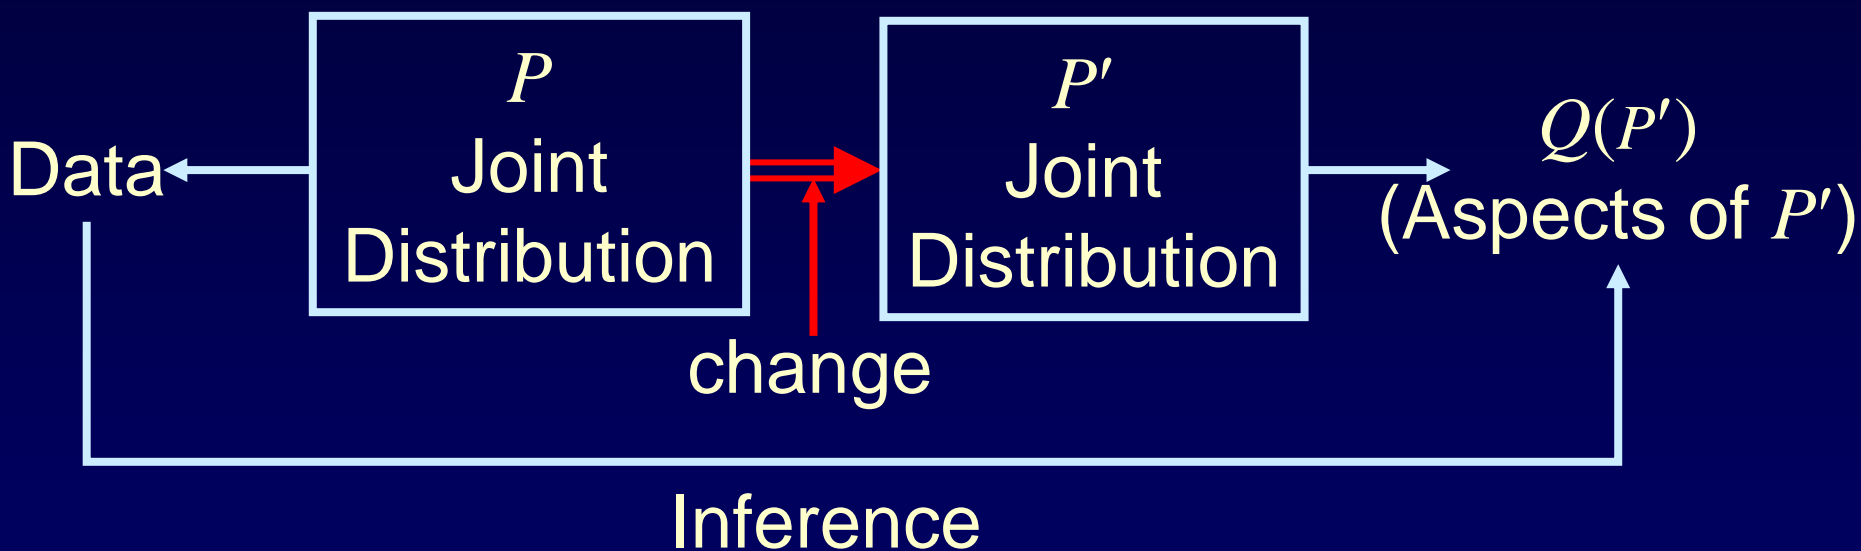 Data
P
Joint
Distribution
change
P′
Joint
Distribution
Q(P′)
(Aspects of P′)
Inference